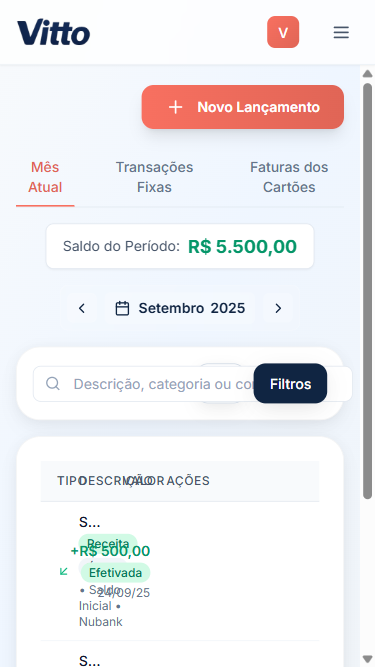 Vitto
V
Novo Lançamento
Mês
Atual
Transações
Fixas
Faturas dos
Cartões
Saldo do Período: R$ 5.500,00
Setembro 2025
Descrição, categoria ou con
Filtros
TIPO DESCRIÇÃO VALOR AÇÕES
S...
Receita
+R$ 500,00
Efetivada
• Saldo
24/09/25
Inicial •
Nubank
S...